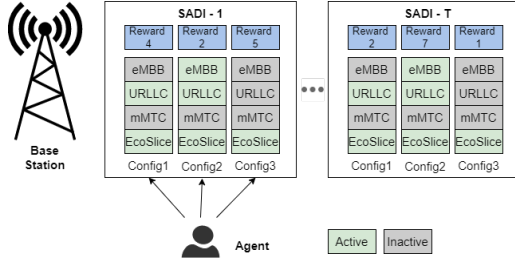 SADI - 1
SADI - T
Reward
4
Reward
2
Reward
5
Reward
2
Reward
7
Reward
1
eMBB
eMBB
eMBB
eMBB
eMBB
eMBB
URLLC
URLLC
URLLC
URLLC
URLLC
URLLC
mMTC
mMTC
mMTC
mMTC
mMTC
mMTC
EcoSlice
EcoSlice
EcoSlice
EcoSlice
EcoSlice
EcoSlice
Config1
Config2
Config3
Config1
Config2
Config3
Base
Station
Agent
Active
Inactive